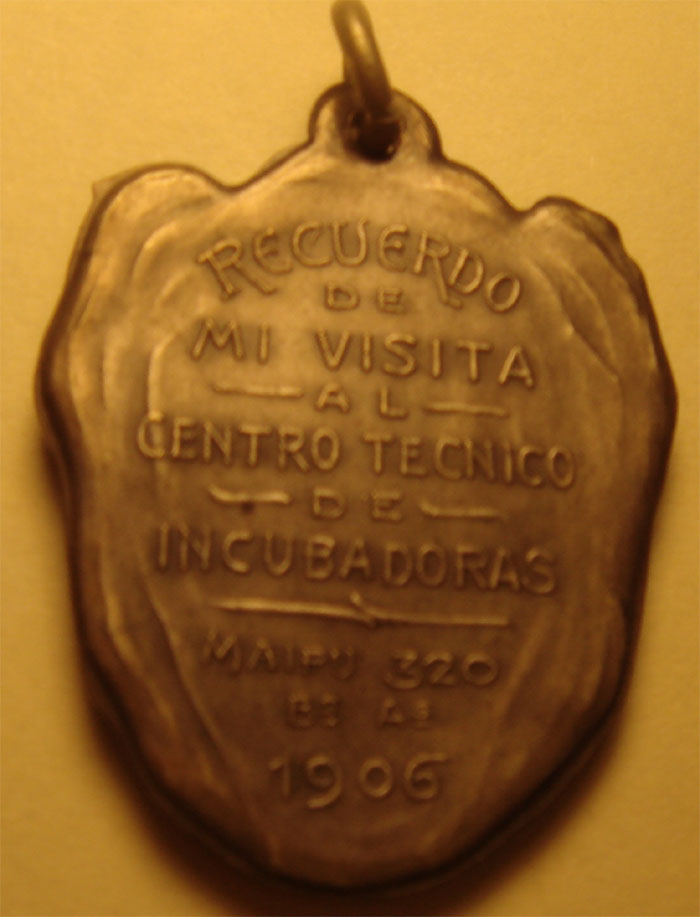 RECUERDO
DE
MI VISITA
AL
CENTRO TECNICO
DE
INCUBADORAS
MAIPU 320
BS AS
1906